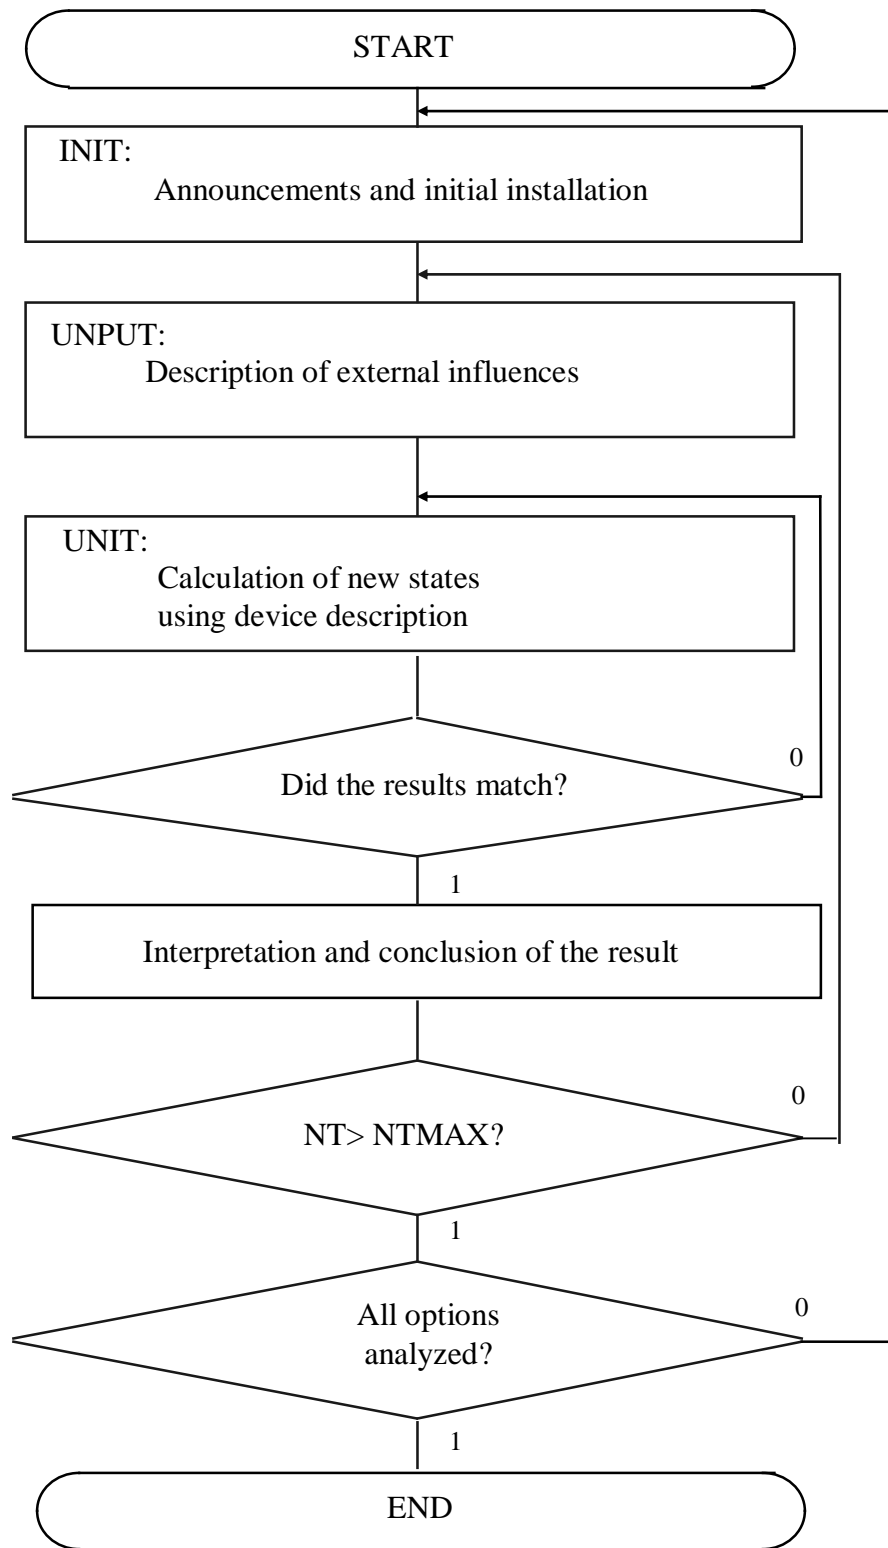 START
INIT:
Announcements and initial installation
UNPUT:
Description of external influences
UNIT:
Calculation of new states
using device description
0
Did the results match?
1
Interpretation and conclusion of the result
0
NT> NTMAX?
1
0
All options
analyzed?
1
END